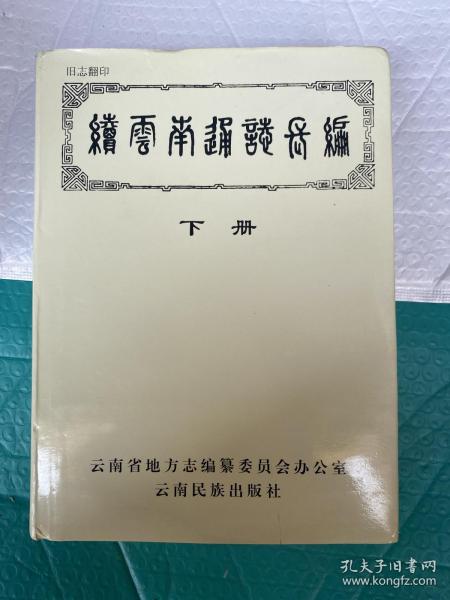 旧志翻印
續雲南通誌長編
下册
云南省地方志编纂委员会办公室
云南民族出版社
孔夫子旧书网
www.kongfz.com